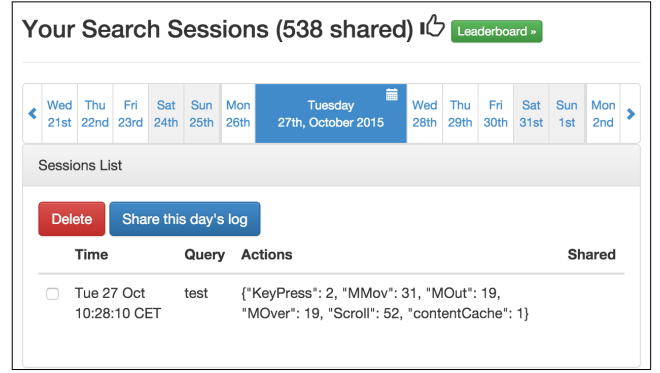 Your Search Sessions (538 shared) Leaderboard »
Wed Thu Fri Sat Sun Mon Tuesday Wed Thu Fri Sat Sun Mon
21st 22nd 23rd 24th 25th 26th 27th, October 2015 28th 29th 30th 31st 1st 2nd
Sessions List
Delete Share this day's log
Time Query Actions Shared
Tue 27 Oct test {"KeyPress": 2, "MMov": 31, "MOut": 19,
10:28:10 CET "MOver": 19, "Scroll": 52, "contentCache": 1}